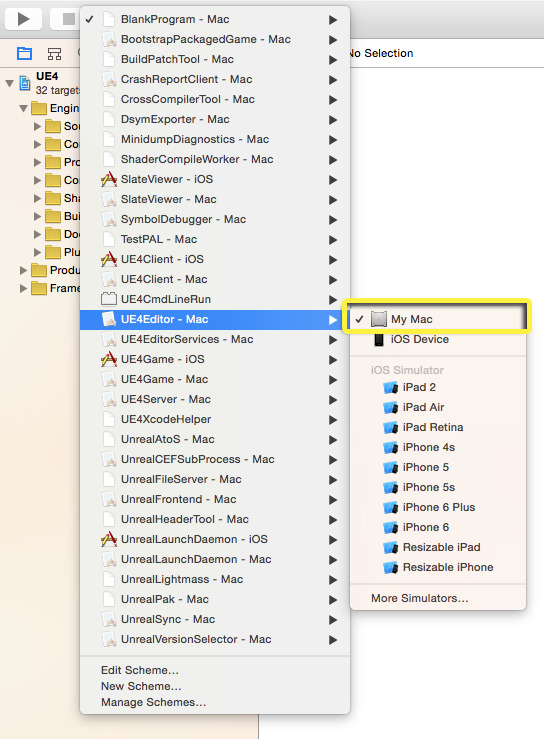 No Selection
UE4
32 targets
Engin
Sou
Con
Pro
Con
Sha
Bui
Doc
Plu
Produ
Frame
BlankProgram - Mac
BootstrapPackagedGame - Mac
BuildPatchTool - Mac
CrashReportClient - Mac
CrossCompilerTool - Mac
DsymExporter - Mac
MinidumpDiagnostics - Mac
ShaderCompileWorker - Mac
SlateViewer - iOS
SlateViewer - Mac
SymbolDebugger - Mac
TestPAL - Mac
UE4Client - iOS
UE4Client - Mac
UE4CmdLineRun
UE4Editor - Mac
UE4EditorServices - Mac
UE4Game - iOS
UE4Game - Mac
UE4Server - Mac
UE4XcodeHelper
UnrealAtoS - Mac
UnrealCEFSubProcess - Mac
UnrealFileServer - Mac
UnrealFrontend - Mac
UnrealHeaderTool - Mac
UnrealLaunchDaemon - iOS
UnrealLaunchDaemon - Mac
UnrealLightmass - Mac
UnrealPak - Mac
UnrealSync - Mac
UnrealVersionSelector - Mac
Edit Scheme...
New Scheme...
Manage Schemes...
My Mac
iOS Device
iOS Simulator
iPad 2
iPad Air
iPad Retina
iPhone 4s
iPhone 5
iPhone 5s
iPhone 6 Plus
iPhone 6
Resizable iPad
Resizable iPhone
More Simulators...